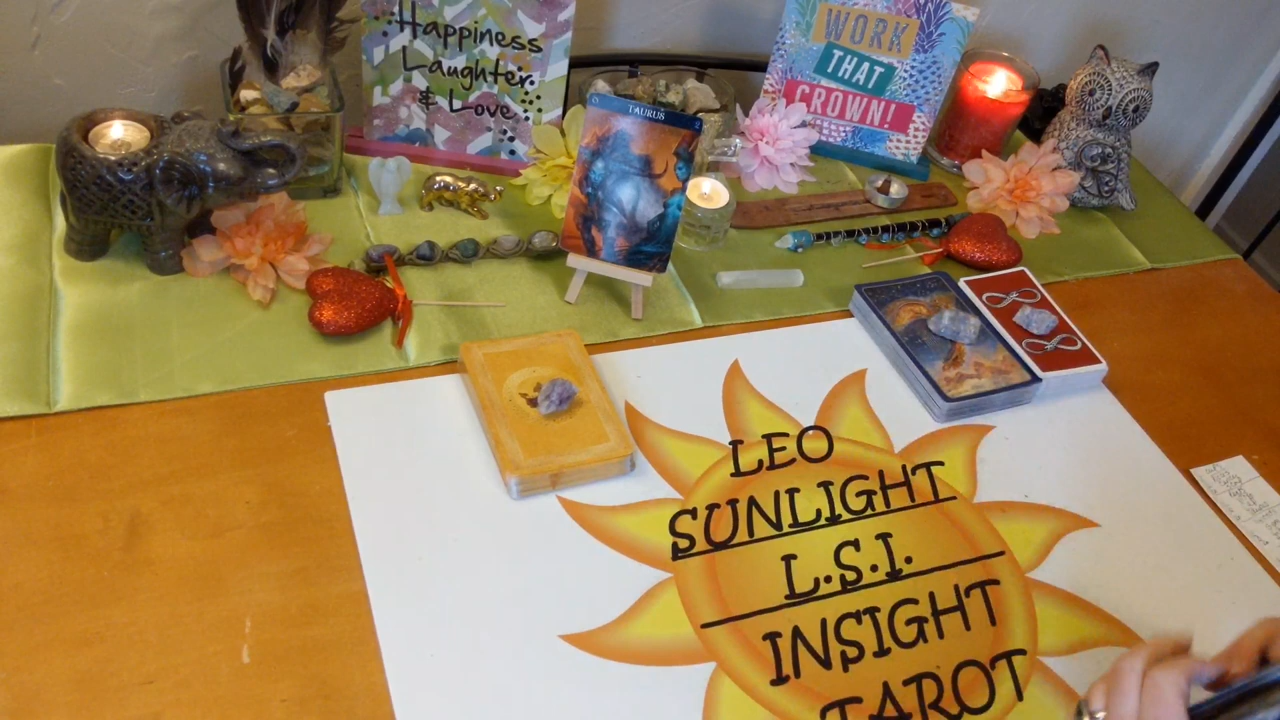 Happiness
Laughter
& Love
WORK
THAT
CROWN!
TAURUS
LEO
SUNLIGHT
L.S.I.
INSIGHT
TAROT